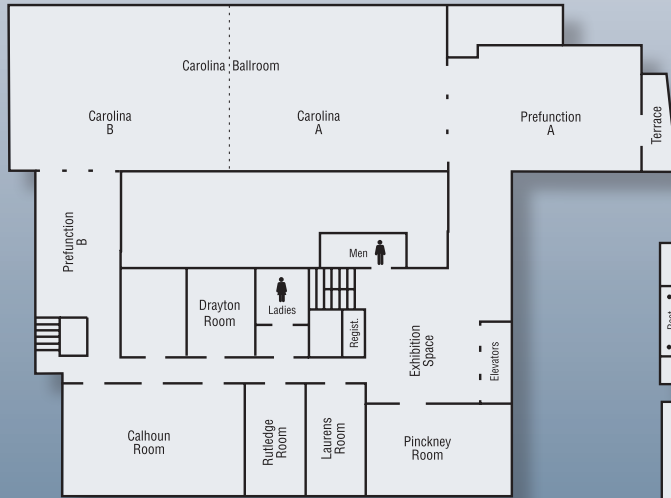 Carolina Ballroom
Carolina
B
Carolina
A
Prefunction
A
Terrace
Prefunction
B
Men
Ladies
Drayton
Room
Regist.
Exhibition
Space
Elevators
Calhoun
Room
Rutledge
Room
Laurens
Room
Pinckney
Room